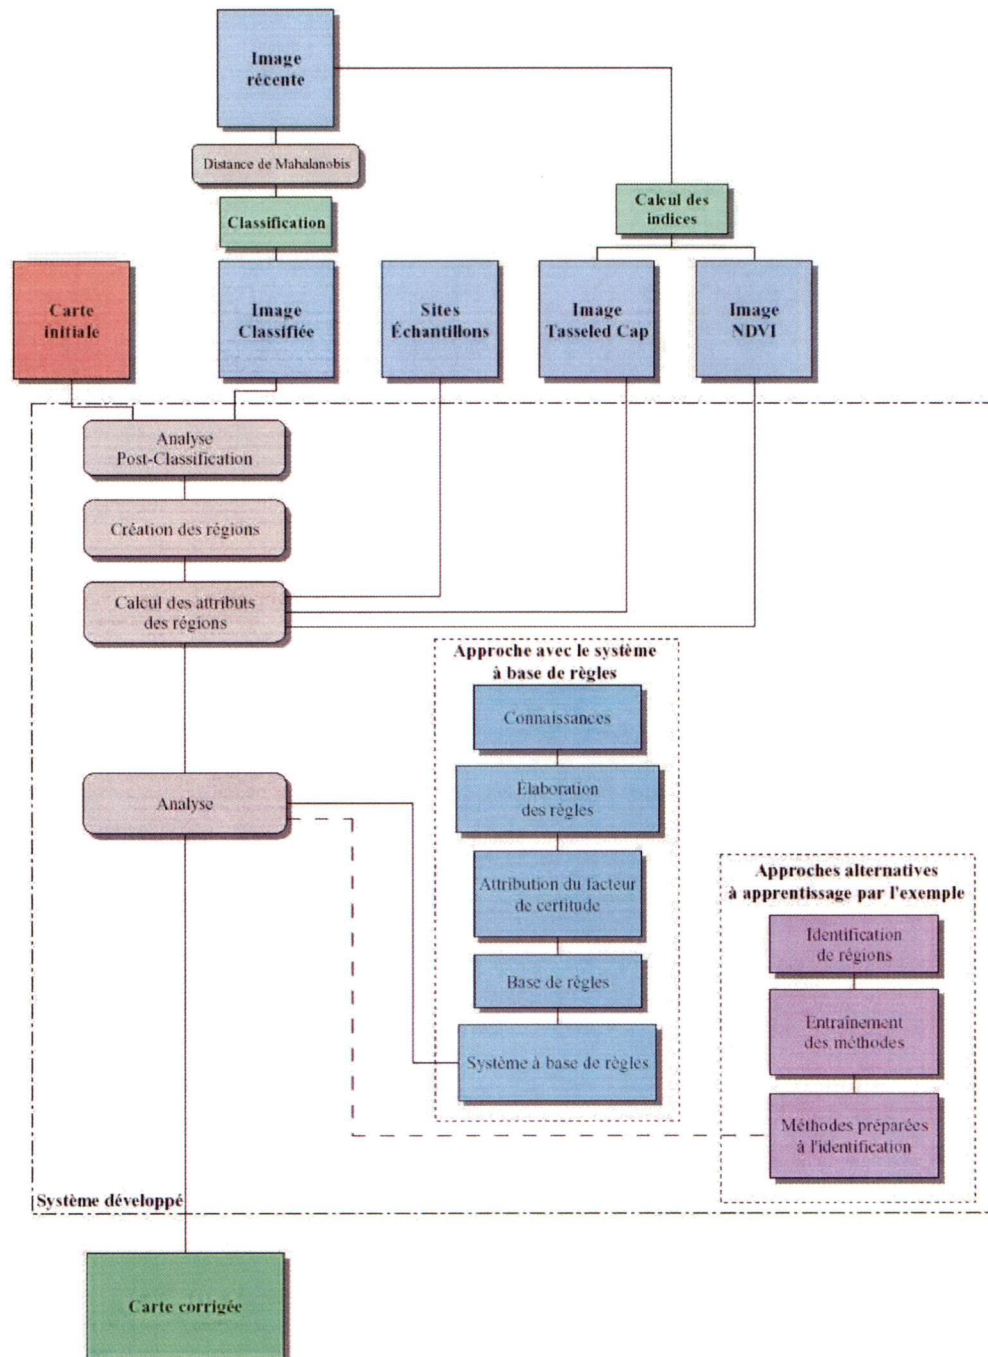 Image
récente
Distance de Mahalanobis
Classification
Calcul des
indices
Carte
initiale
Image
Classifiée
Sites
Échantillons
Image
Tasseled Cap
Image
NDVI
Analyse
Post-Classification
Création des régions
Calcul des attributs
des régions
Approche avec le système
à base de règles
Connaissances
Élaboration
des règles
Attribution du facteur
de certitude
Base de règles
Système à base de règles
Analyse
Approches alternatives
à apprentissage par l'exemple
Identification
de régions
Entraînement
des méthodes
Méthodes préparées
à l'identification
Système développé
Carte corrigée